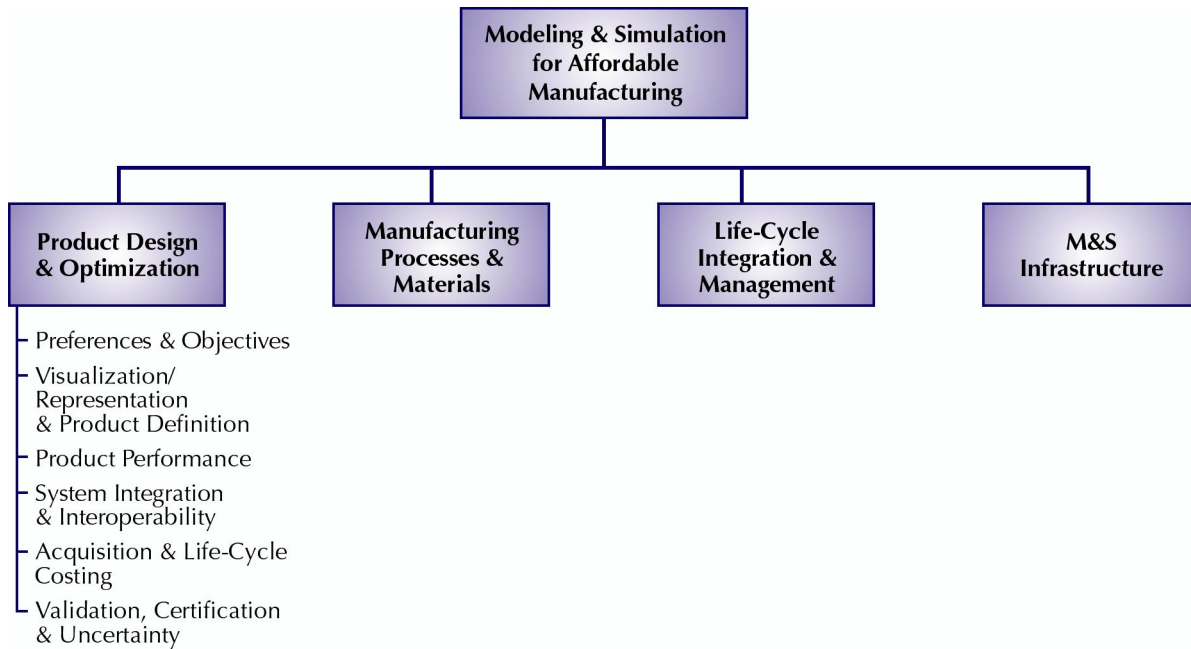 Modeling & Simulation
for Affordable
Manufacturing
Product Design
& Optimization
Manufacturing
Processes &
Materials
Life-Cycle
Integration &
Management
M&S
Infrastructure
Preferences & Objectives
Visualization/
Representation
& Product Definition
Product Performance
System Integration
& Interoperability
Acquisition & Life-Cycle
Costing
Validation, Certification
& Uncertainty